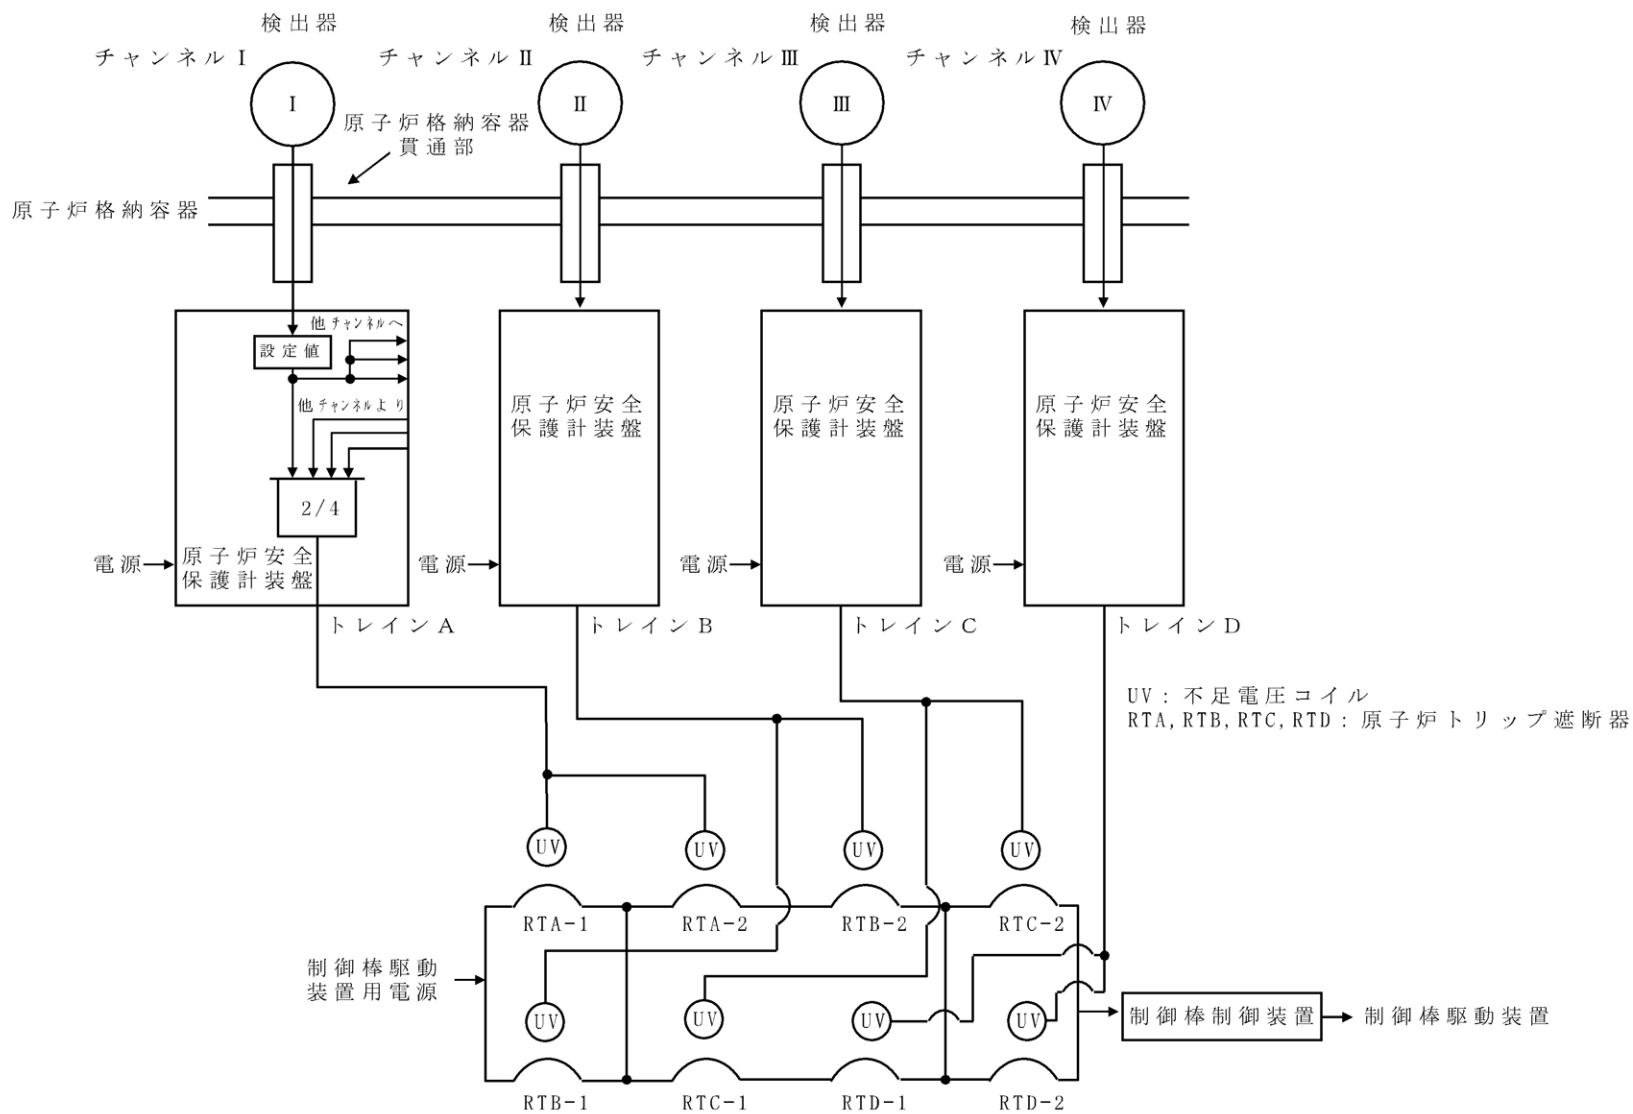 検出器
検出器
検出器
検出器
チャンネルⅠ
チャンネルⅡ
チャンネルⅢ
チャンネルⅣ
Ⅰ
Ⅱ
Ⅲ
Ⅳ
原子炉格納容器
貫通部
原子炉格納容器
他チャンネルへ
設定値
他チャンネルより
2/4
原子炉安全
保護計装盤
原子炉安全
保護計装盤
原子炉安全
保護計装盤
原子炉安全
保護計装盤
電源
電源
電源
電源
トレインA
トレインB
トレインC
トレインD
UV:不足電圧コイル
RTA,RTB,RTC,RTD:原子炉トリップ遮断器
UV
UV
UV
UV
RTA-1
RTA-2
RTB-2
RTC-2
制御棒駆動
装置用電源
UV
UV
UV
UV
制御棒制御装置
制御棒駆動装置
RTB-1
RTC-1
RTD-1
RTD-2